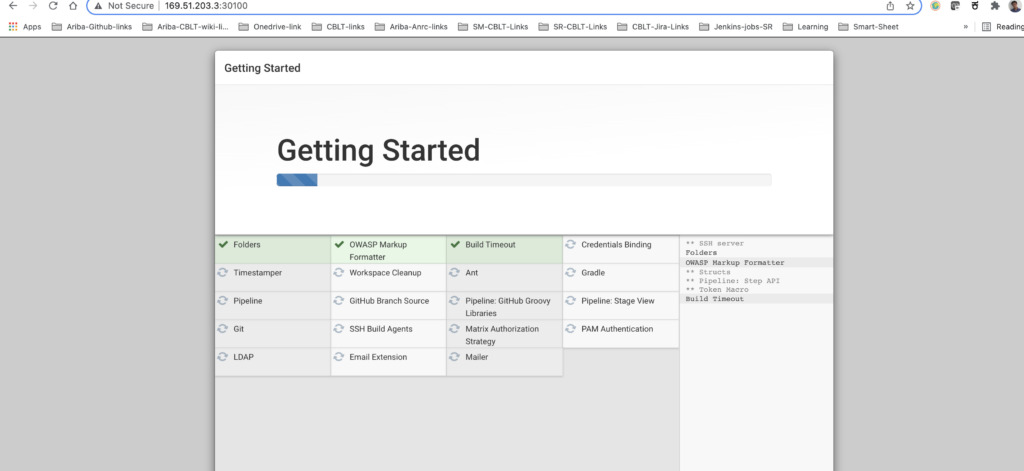 Not Secure | 169.51.203.3:30100
Apps Ariba-Github-links Ariba-CBLT-wiki-li... Onedrive-link CBLT-links Ariba-Anrc-links SM-CBLT-Links SR-CBLT-Links CBLT-Jira-Links Jenkins-jobs-SR Learning Smart-Sheet » Reading
Getting Started
Getting Started
Folders OWASP Markup Build Timeout Credentials Binding
Formatter
Timestamper Workspace Cleanup Ant Gradle
Pipeline GitHub Branch Source Pipeline: GitHub Groovy Pipeline: Stage View
Libraries
Git SSH Build Agents Matrix Authorization PAM Authentication
Strategy
LDAP Email Extension Mailer
** SSH server
Folders
OWASP Markup Formatter
** Structs
** Pipeline: Step API
** Token Macro
Build Timeout